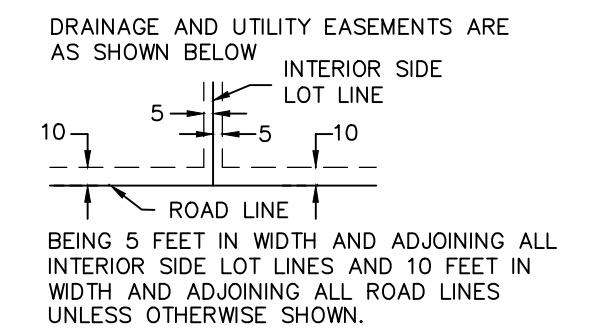 DRAINAGE AND UTILITY EASEMENTS ARE
AS SHOWN BELOW
INTERIOR SIDE
LOT LINE
5
10
5
10
ROAD LINE
BEING 5 FEET IN WIDTH AND ADJOINING ALL
INTERIOR SIDE LOT LINES AND 10 FEET IN
WIDTH AND ADJOINING ALL ROAD LINES
UNLESS OTHERWISE SHOWN.